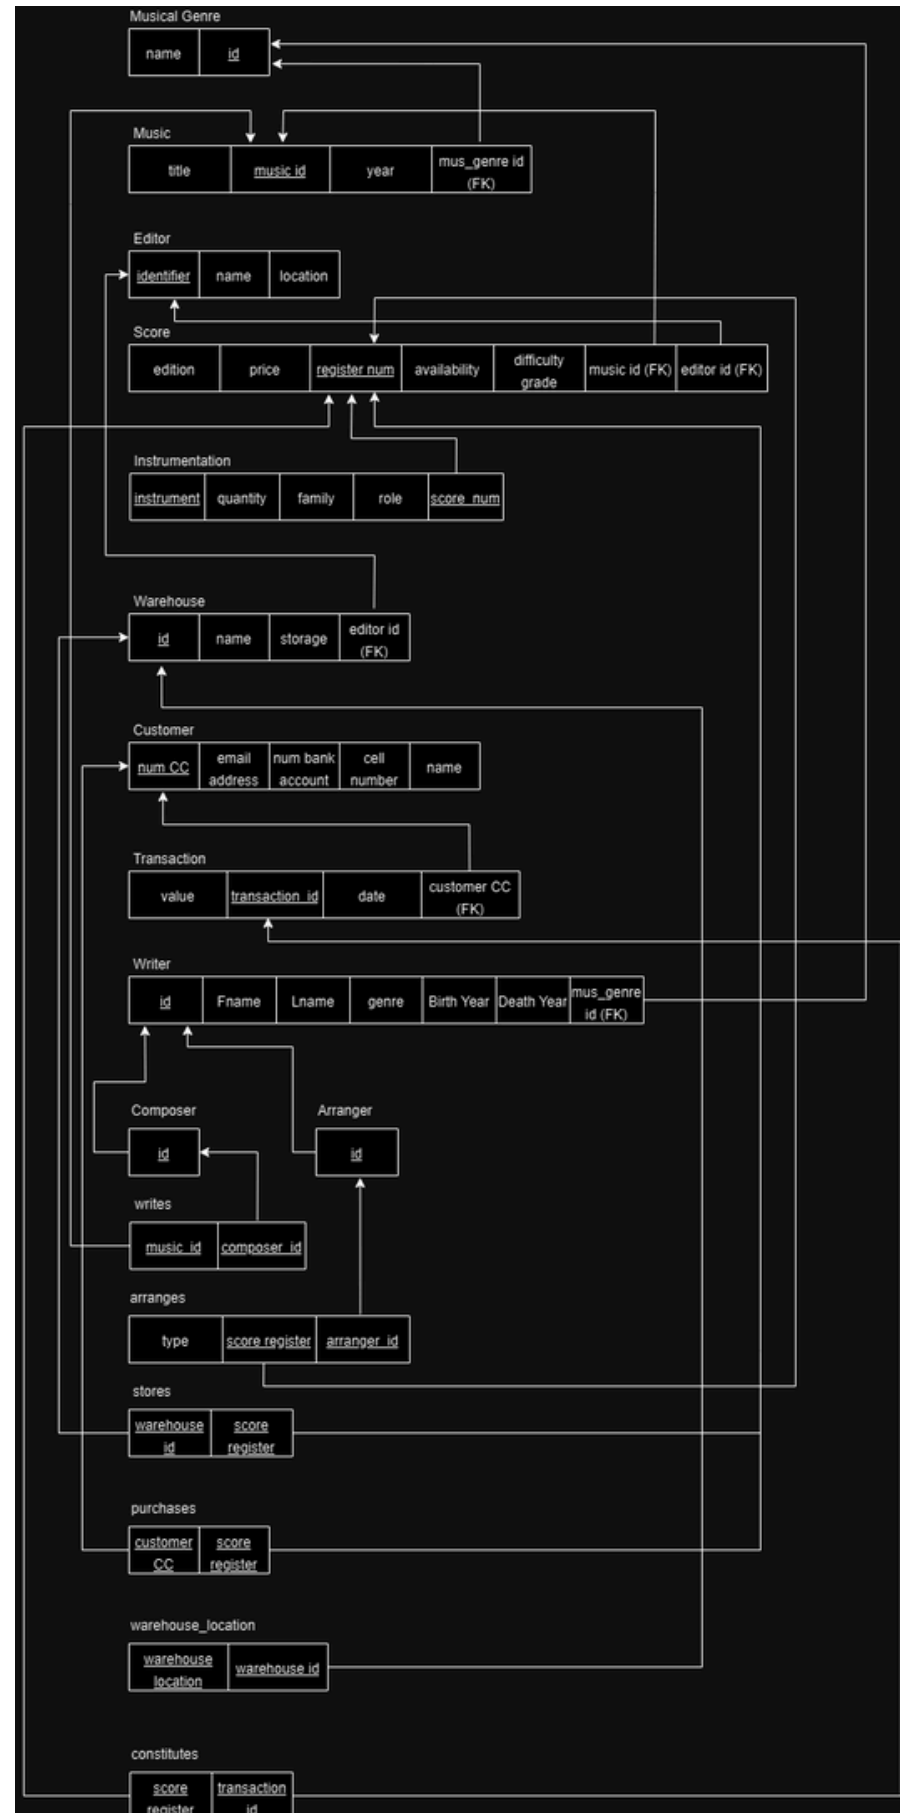 Musical Genre
name id
Music
title music id year mus_genre id
(FK)
Editor
identifier name location
Score
edition price register num availability difficulty
grade music id (FK) editor id (FK)
Instrumentation
instrument quantity family role score_num
Warehouse
id name storage editor id
(FK)
Customer
num CC email
address num bank
account cell
number name
Transaction
value transaction_id date customer CC
(FK)
Writer
id Fname Lname genre Birth Year Death Year mus_genre
id (FK)
Composer Arranger
id id
writes
music_id composer_id
arranges
type score register arranger_id
stores
warehouse
id score
register
purchases
customer
CC score
register
warehouse_location
warehouse
location warehouse id
constitutes
score
register transaction
id